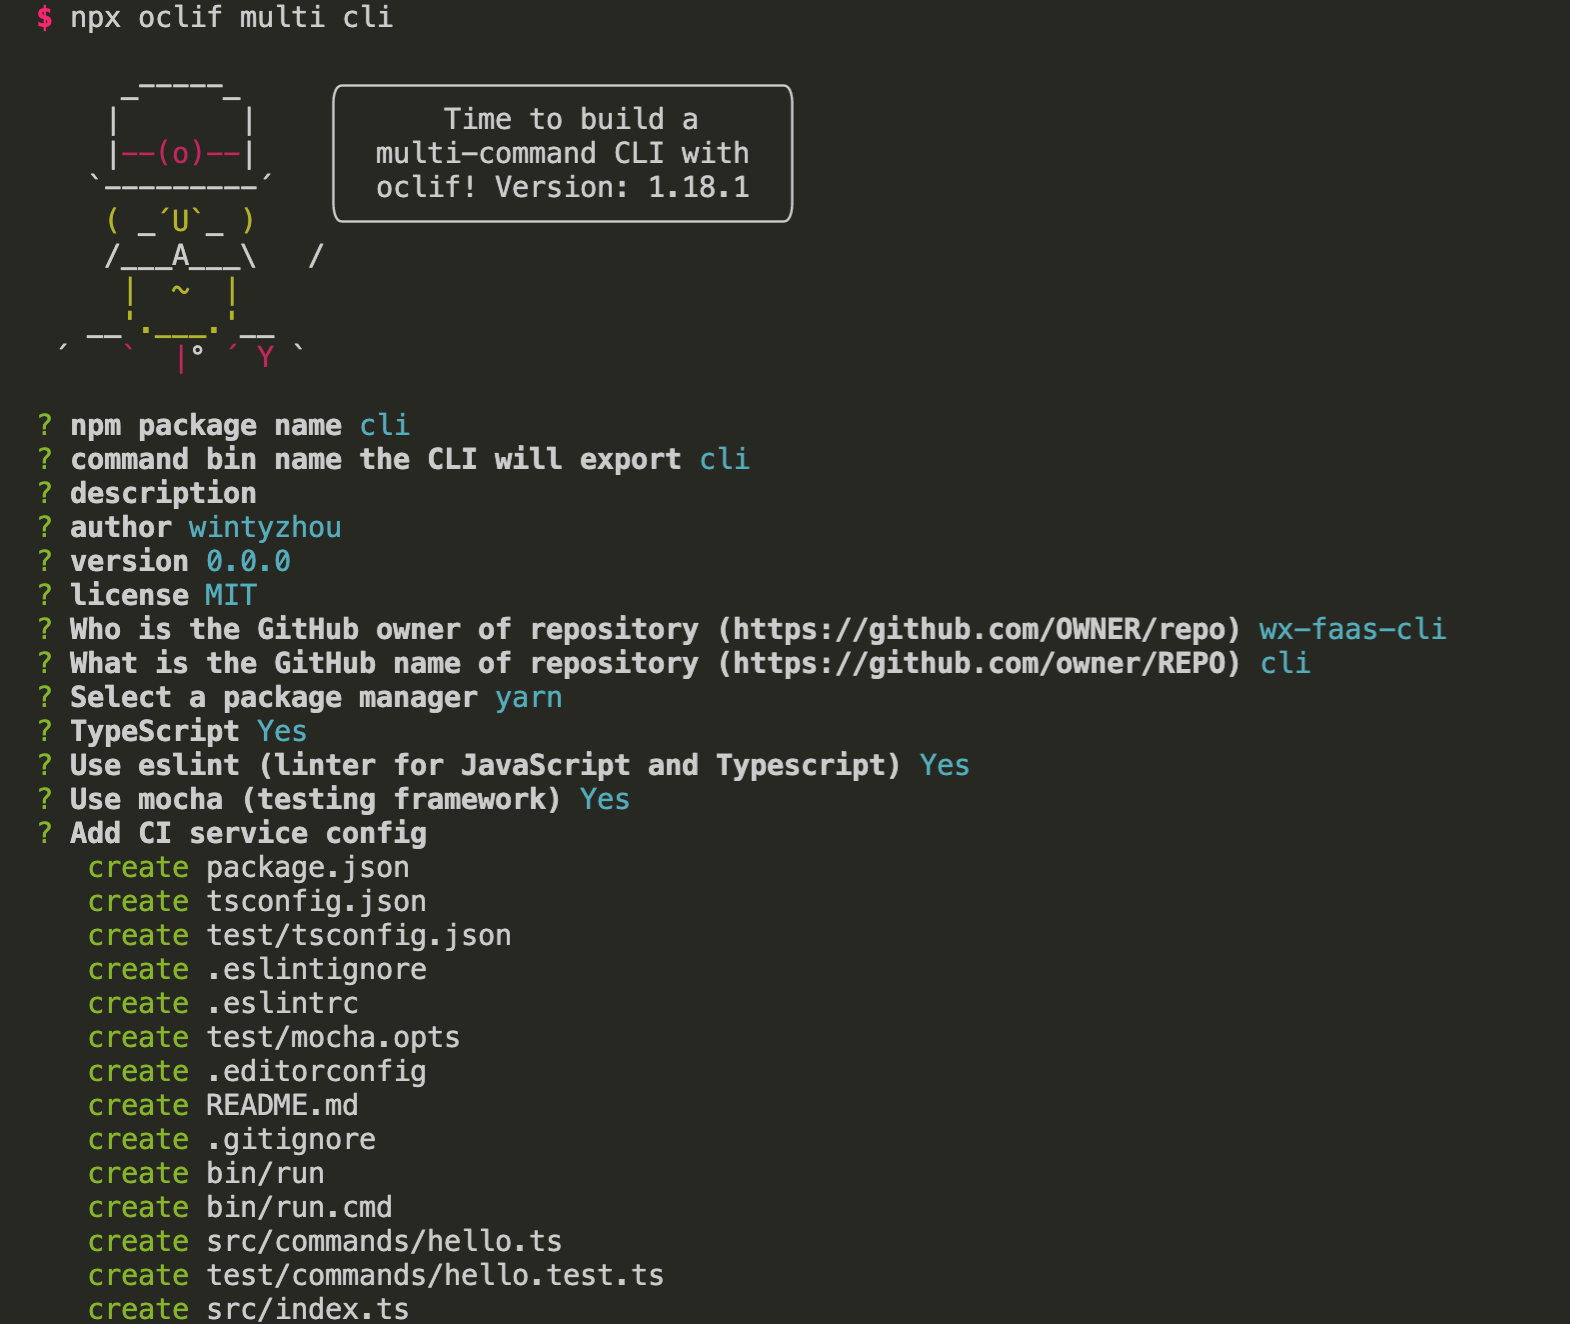 $ npx oclif multi cli
     _-----_
    |       |
    |--(o)--|
   `---------´
    ( _´U`_ )
    /___A___\   /
     |  ~  |
   __'.___.'__
 ´   `  |° ´ Y `
Time to build a
multi-command CLI with
oclif! Version: 1.18.1
? npm package name cli
? command bin name the CLI will export cli
? description
? author wintyzhou
? version 0.0.0
? license MIT
? Who is the GitHub owner of repository (https://github.com/OWNER/repo) wx-faas-cli
? What is the GitHub name of repository (https://github.com/owner/REPO) cli
? Select a package manager yarn
? TypeScript Yes
? Use eslint (linter for JavaScript and Typescript) Yes
? Use mocha (testing framework) Yes
? Add CI service config
create package.json
create tsconfig.json
create test/tsconfig.json
create .eslintignore
create .eslintrc
create test/mocha.opts
create .editorconfig
create README.md
create .gitignore
create bin/run
create bin/run.cmd
create src/commands/hello.ts
create test/commands/hello.test.ts
create src/index.ts